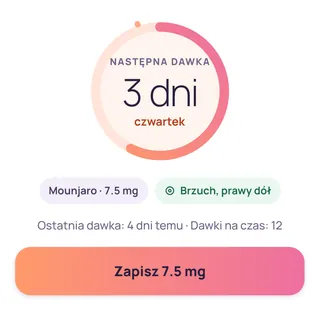 NASTĘPNA DAWKA
3 dni
czwartek
Mounjaro · 7.5 mg
Brzuch, prawy dół
Ostatnia dawka: 4 dni temu · Dawki na czas: 12
Zapisz 7.5 mg